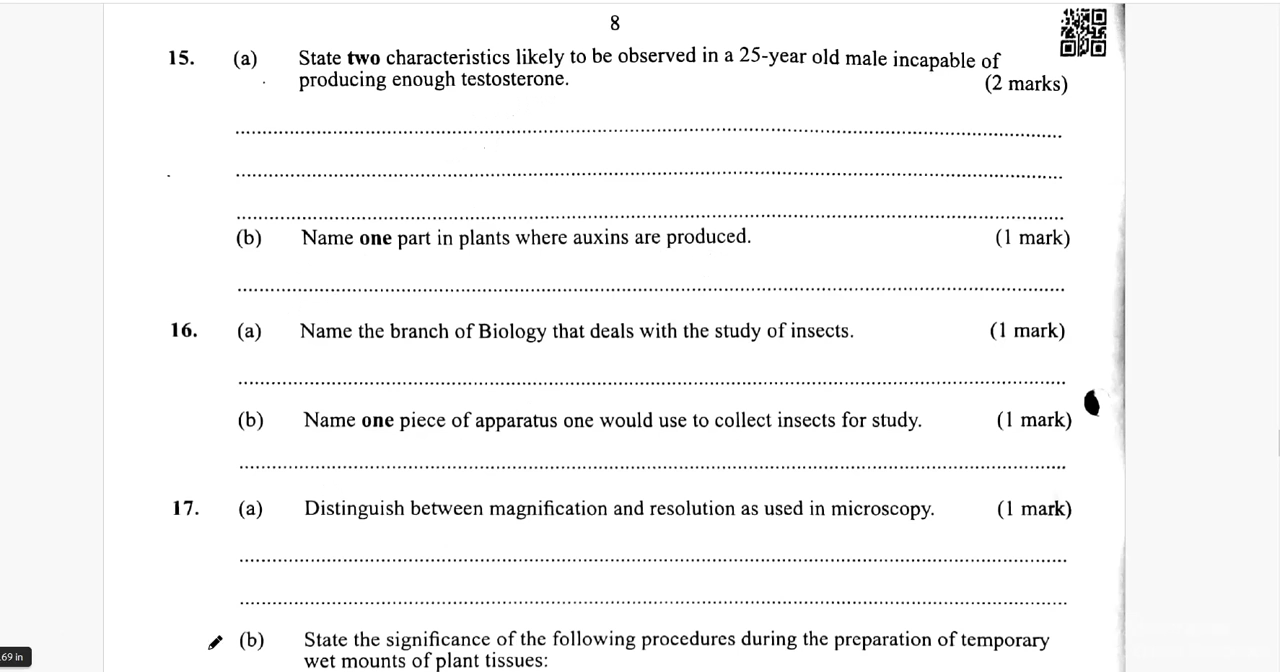 8
15. (a) State two characteristics likely to be observed in a 25-year old male incapable of
producing enough testosterone. (2 marks)
(b) Name one part in plants where auxins are produced. (1 mark)
16. (a) Name the branch of Biology that deals with the study of insects. (1 mark)
(b) Name one piece of apparatus one would use to collect insects for study. (1 mark)
17. (a) Distinguish between magnification and resolution as used in microscopy. (1 mark)
(b) State the significance of the following procedures during the preparation of temporary
wet mounts of plant tissues:
.69 in